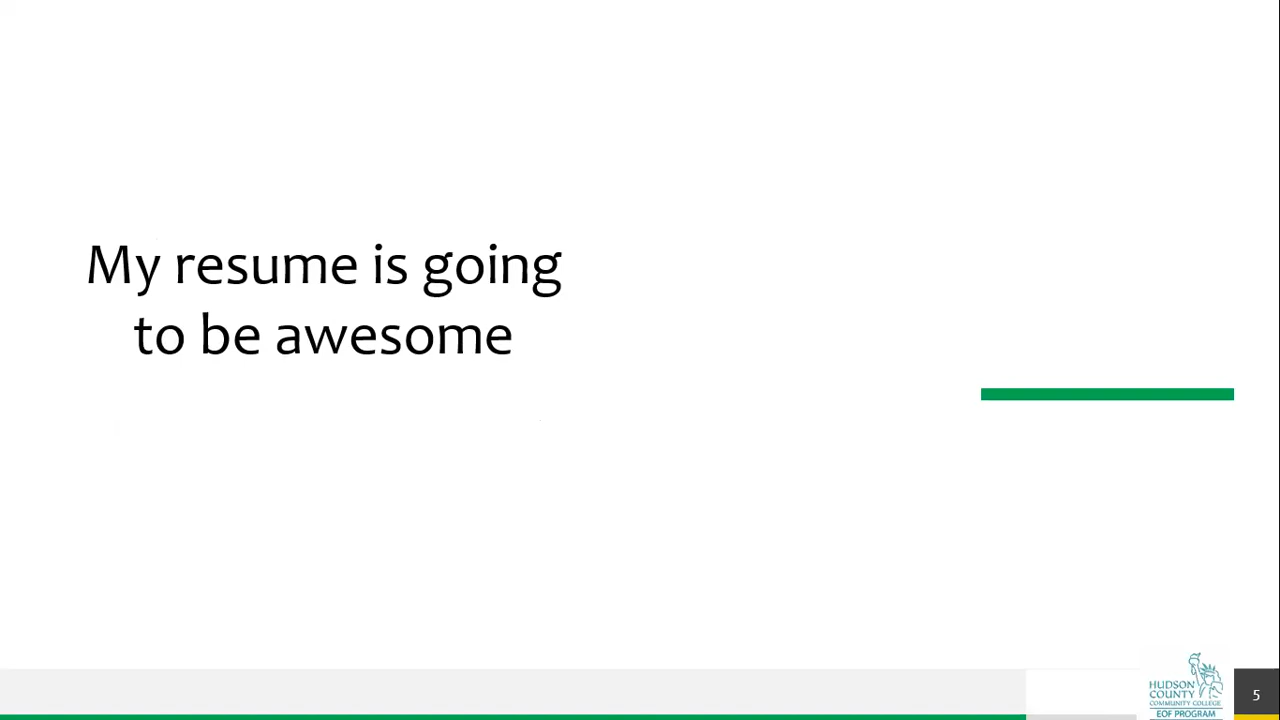 My resume is going
to be awesome
HUDSON
COUNTY
COMMUNITY COLLEGE
EOF PROGRAM
5